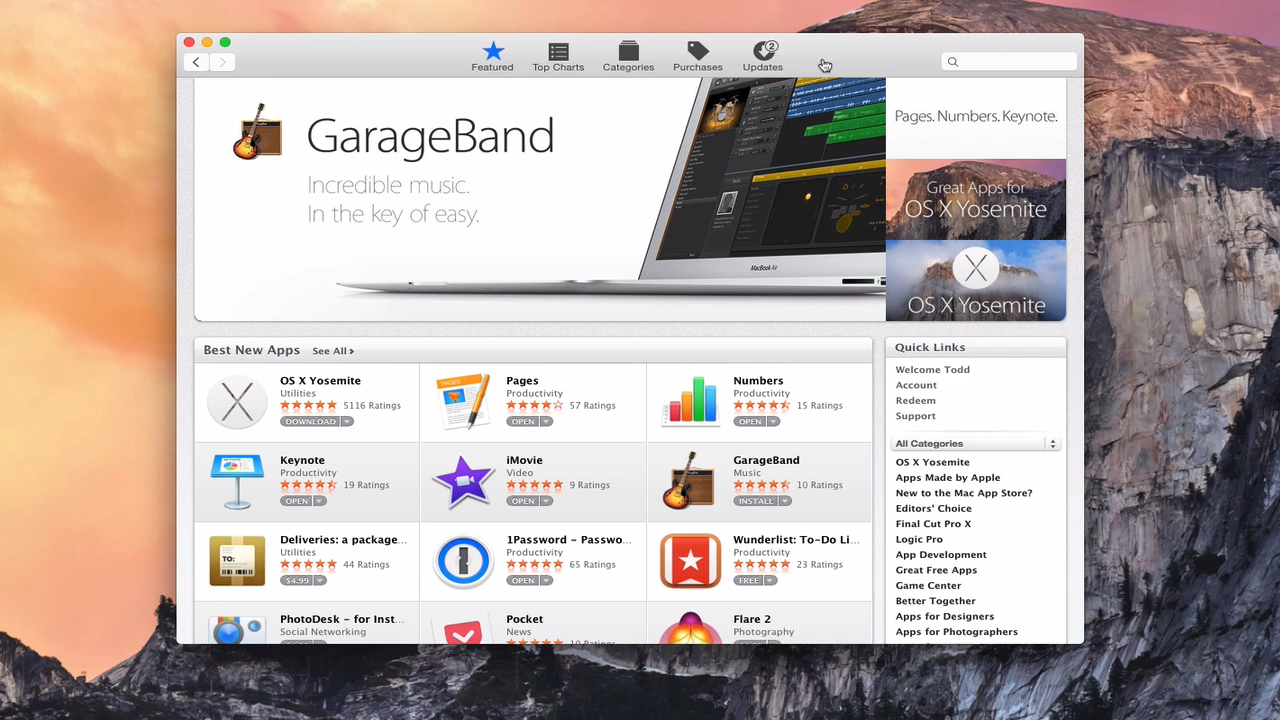 Featured
Top Charts
Categories
Purchases
2
Updates
GarageBand
Incredible music.
In the key of easy.
MacBook Air
Pages. Numbers. Keynote.
Great Apps for
OS X Yosemite
OS X Yosemite
Best New Apps See All
OS X Yosemite
Utilities
5116 Ratings
DOWNLOAD
PAGES
Pages
Productivity
57 Ratings
OPEN
Numbers
Productivity
15 Ratings
OPEN
Keynote
Productivity
19 Ratings
OPEN
iMovie
Video
9 Ratings
OPEN
GarageBand
Music
10 Ratings
INSTALL
TO:
Deliveries: a package...
Utilities
44 Ratings
$4.99
1Password – Passwo...
Productivity
65 Ratings
OPEN
Wunderlist: To-Do Li...
Productivity
23 Ratings
FREE
PhotoDesk – for Inst...
Social Networking
Pocket
News
Flare 2
Photography
Quick Links
Welcome Todd
Account
Redeem
Support
All Categories
OS X Yosemite
Apps Made by Apple
New to the Mac App Store?
Editors' Choice
Final Cut Pro X
Logic Pro
App Development
Great Free Apps
Game Center
Better Together
Apps for Designers
Apps for Photographers